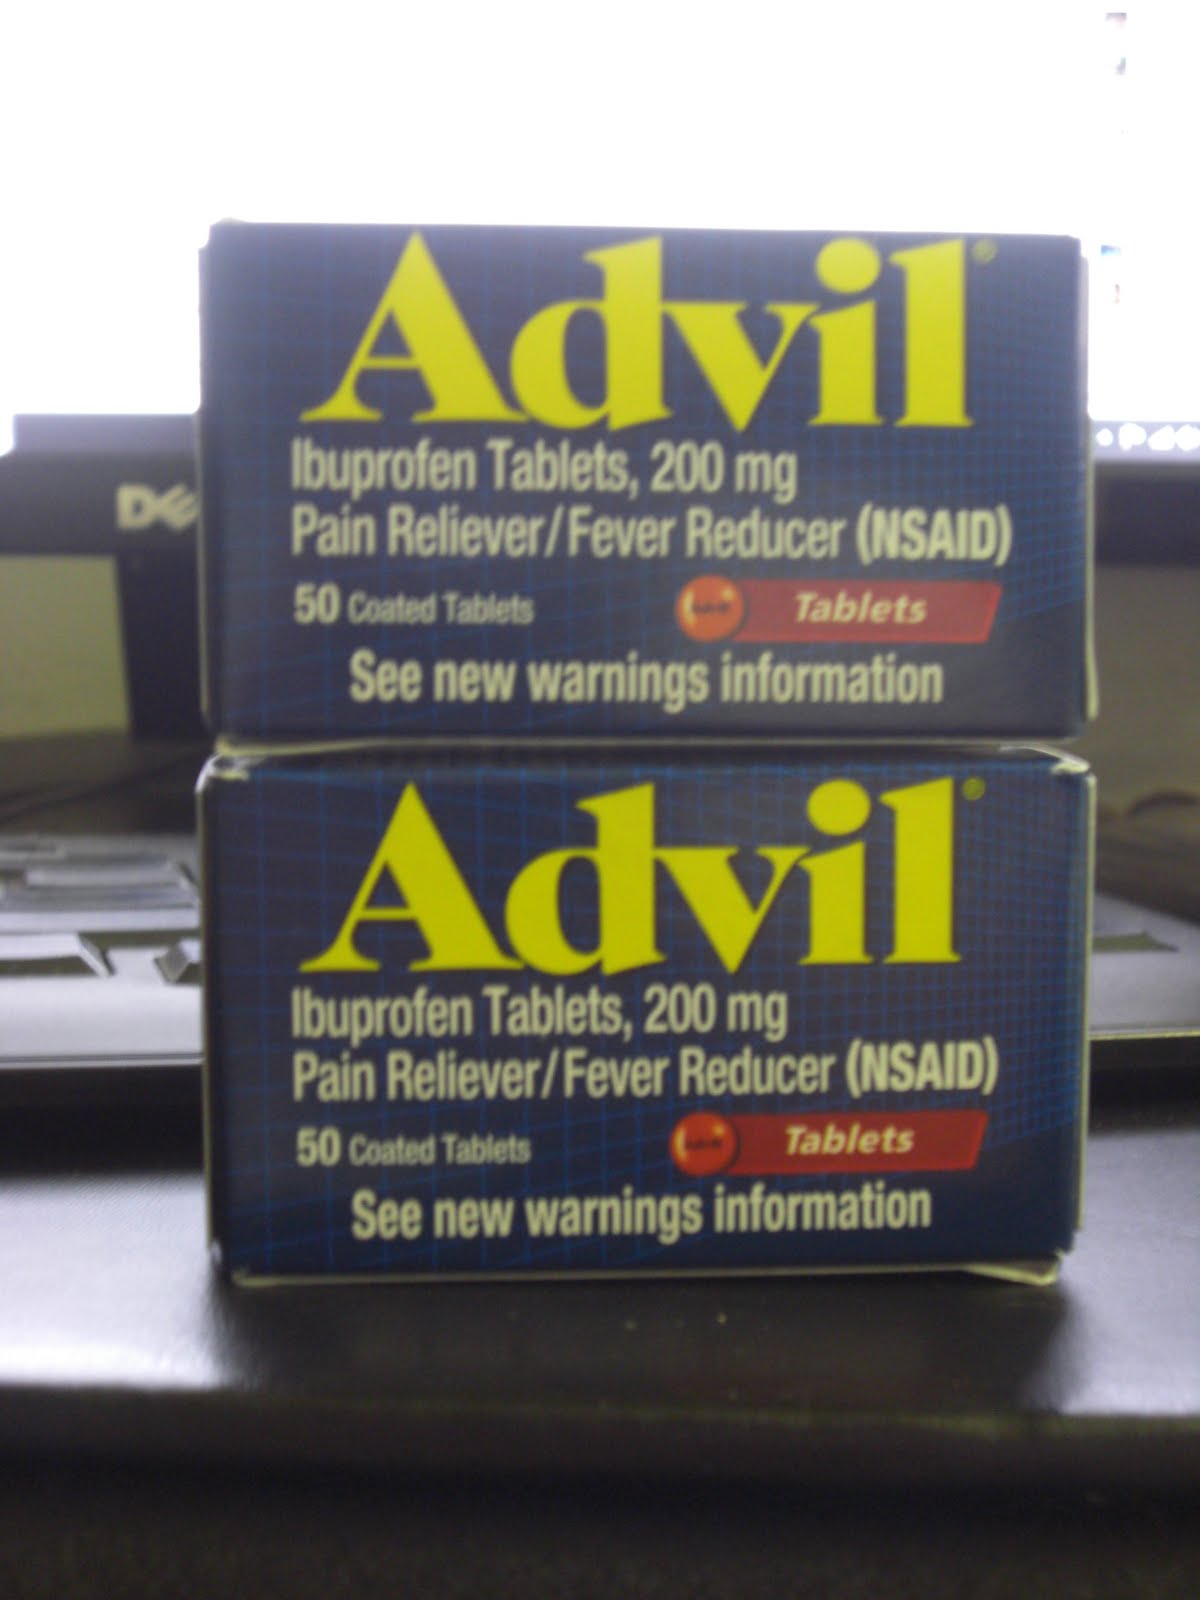 Advil®
Ibuprofen Tablets, 200 mg
Pain Reliever/Fever Reducer (NSAID)
50 Coated Tablets
Tablets
See new warnings information
Advil®
Ibuprofen Tablets, 200 mg
Pain Reliever/Fever Reducer (NSAID)
50 Coated Tablets
Tablets
See new warnings information